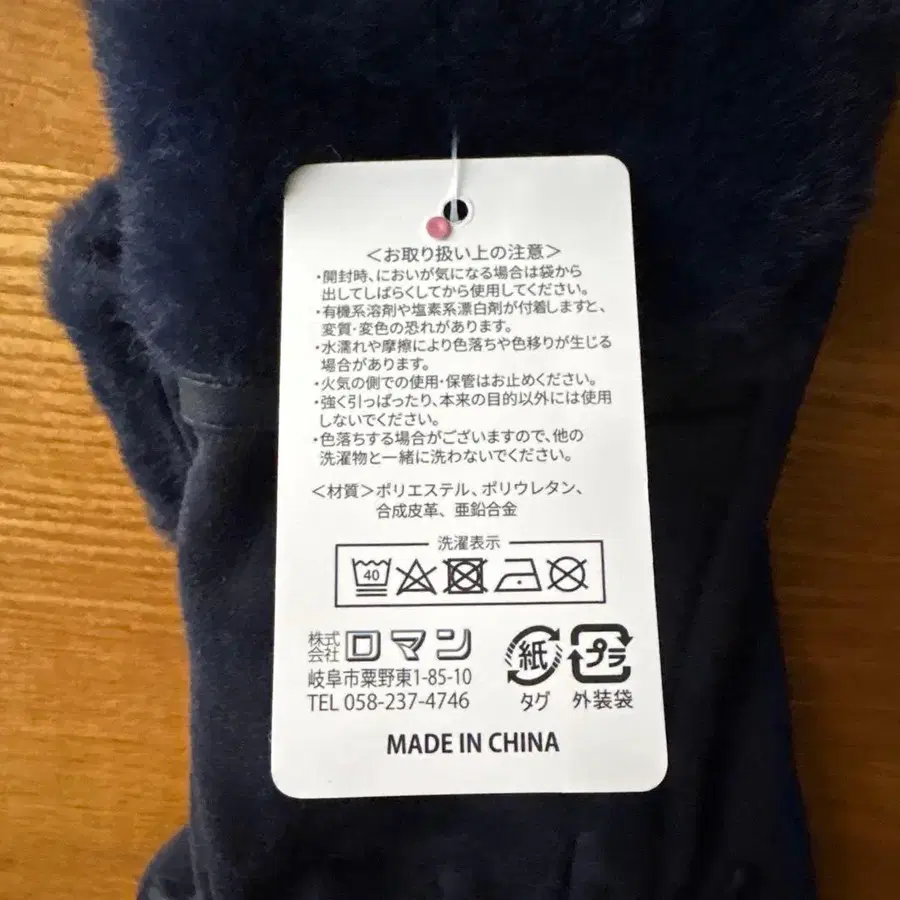 ＜お取り扱い上の注意＞
・開封時、においが気になる場合は袋から
出してしばらくしてから使用してください。
・有機系溶剤や塩素系漂白剤が付着しますと、
変質・変色の恐れがあります。
・水濡れや摩擦により色落ちや色移りが生じる
場合があります。
・火気の側での使用・保管はお止めください。
・強く引っぱったり、本来の目的以外には使用
しないでください。
・色落ちする場合がございますので、他の
洗濯物と一緒に洗わないでください。
＜材質＞ポリエステル、ポリウレタン、
合成皮革、亜鉛合金
洗濯表示
40
株式会社 ロマン
岐阜市粟野東1-85-10
TEL 058-237-4746
紙
タグ
プラ
外装袋
MADE IN CHINA